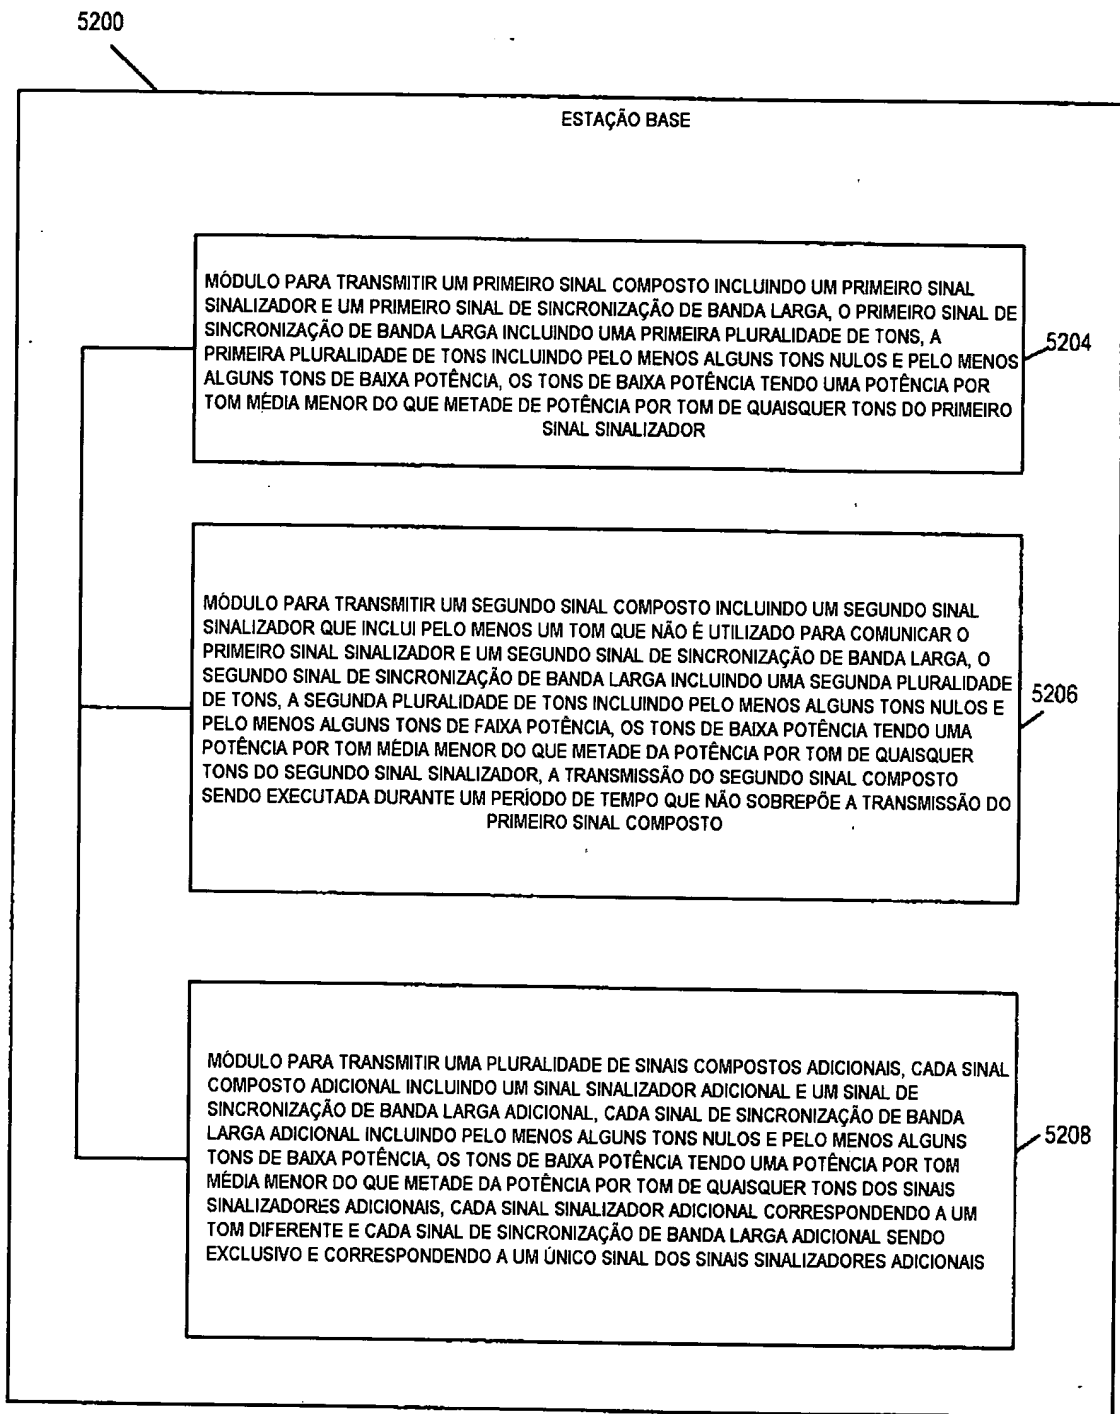 5200
ESTAÇÃO BASE
MÓDULO PARA TRANSMITIR UM PRIMEIRO SINAL COMPOSTO INCLUINDO UM PRIMEIRO SINAL
SINALIZADOR E UM PRIMEIRO SINAL DE SINCRONIZAÇÃO DE BANDA LARGA, O PRIMEIRO SINAL DE
SINCRONIZAÇÃO DE BANDA LARGA INCLUINDO UMA PRIMEIRA PLURALIDADE DE TONS, A
PRIMEIRA PLURALIDADE DE TONS INCLUINDO PELO MENOS ALGUNS TONS NULOS E PELO MENOS
ALGUNS TONS DE BAIXA POTÊNCIA, OS TONS DE BAIXA POTÊNCIA TENDO UMA POTÊNCIA POR
TOM MÉDIA MENOR DO QUE METADE DE POTÊNCIA POR TOM DE QUAISQUER TONS DO PRIMEIRO
SINAL SINALIZADOR
5204
MÓDULO PARA TRANSMITIR UM SEGUNDO SINAL COMPOSTO INCLUINDO UM SEGUNDO SINAL
SINALIZADOR QUE INCLUI PELO MENOS UM TOM QUE NÃO É UTILIZADO PARA COMUNICAR O
PRIMEIRO SINAL SINALIZADOR E UM SEGUNDO SINAL DE SINCRONIZAÇÃO DE BANDA LARGA, O
SEGUNDO SINAL DE SINCRONIZAÇÃO DE BANDA LARGA INCLUINDO UMA SEGUNDA PLURALIDADE
DE TONS, A SEGUNDA PLURALIDADE DE TONS INCLUINDO PELO MENOS ALGUNS TONS NULOS E
PELO MENOS ALGUNS TONS DE FAIXA POTÊNCIA, OS TONS DE BAIXA POTÊNCIA TENDO UMA
POTÊNCIA POR TOM MÉDIA MENOR DO QUE METADE DA POTÊNCIA POR TOM DE QUAISQUER
TONS DO SEGUNDO SINAL SINALIZADOR, A TRANSMISSÃO DO SEGUNDO SINAL COMPOSTO
SENDO EXECUTADA DURANTE UM PERÍODO DE TEMPO QUE NÃO SOBREPÕE A TRANSMISSÃO DO
PRIMEIRO SINAL COMPOSTO
5206
MÓDULO PARA TRANSMITIR UMA PLURALIDADE DE SINAIS COMPOSTOS ADICIONAIS, CADA SINAL
COMPOSTO ADICIONAL INCLUINDO UM SINAL SINALIZADOR ADICIONAL E UM SINAL DE
SINCRONIZAÇÃO DE BANDA LARGA ADICIONAL, CADA SINAL DE SINCRONIZAÇÃO DE BANDA
LARGA ADICIONAL INCLUINDO PELO MENOS ALGUNS TONS NULOS E PELO MENOS ALGUNS
TONS DE BAIXA POTÊNCIA, OS TONS DE BAIXA POTÊNCIA TENDO UMA POTÊNCIA POR TOM
MÉDIA MENOR DO QUE METADE DA POTÊNCIA POR TOM DE QUAISQUER TONS DOS SINAIS
SINALIZADORES ADICIONAIS, CADA SINAL SINALIZADOR ADICIONAL CORRESPONDENDO A UM
TOM DIFERENTE E CADA SINAL DE SINCRONIZAÇÃO DE BANDA LARGA ADICIONAL SENDO
EXCLUSIVO E CORRESPONDENDO A UM ÚNICO SINAL DOS SINAIS SINALIZADORES ADICIONAIS
5208